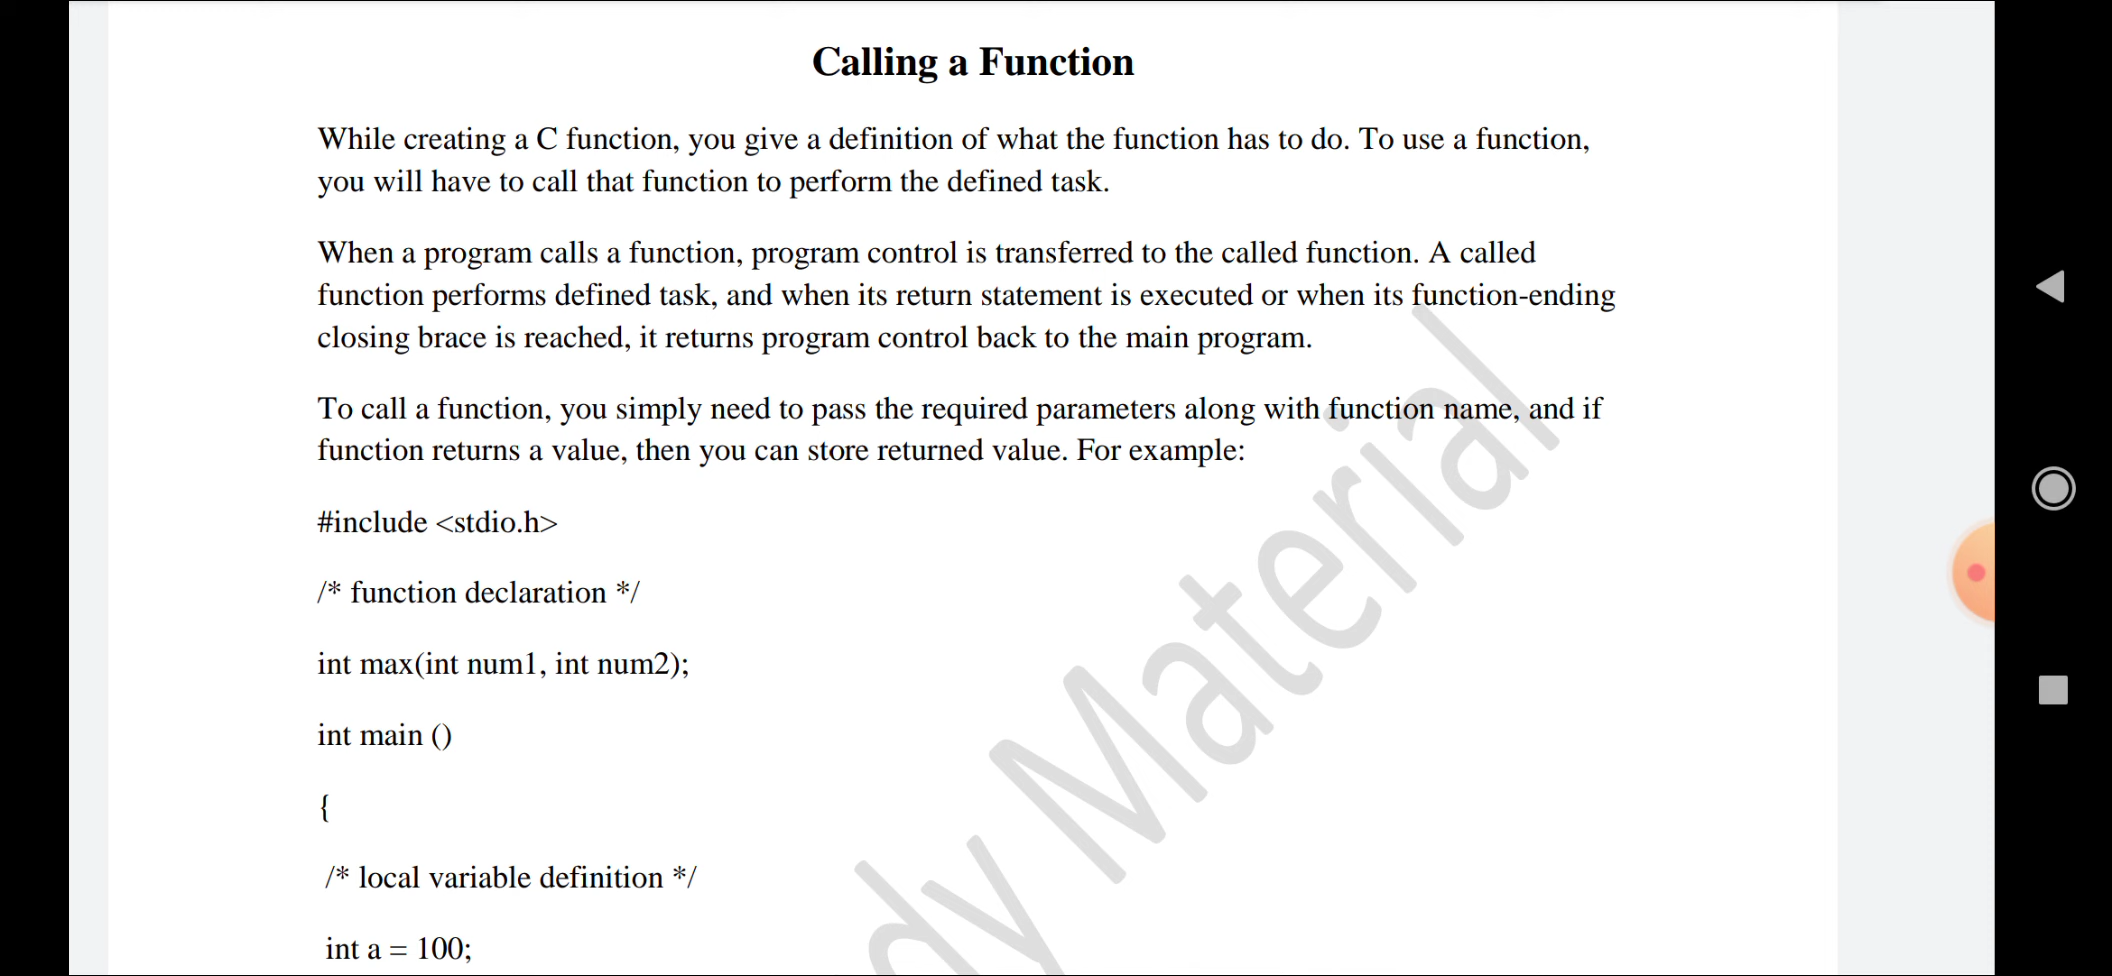 Calling a Function
While creating a C function, you give a definition of what the function has to do. To use a function,
you will have to call that function to perform the defined task.
When a program calls a function, program control is transferred to the called function. A called
function performs defined task, and when its return statement is executed or when its function-ending
closing brace is reached, it returns program control back to the main program.
To call a function, you simply need to pass the required parameters along with function name, and if
function returns a value, then you can store returned value. For example:
#include <stdio.h>
/* function declaration */
int max(int num1, int num2);
int main ()
{
/* local variable definition */
int a = 100;
dy Material